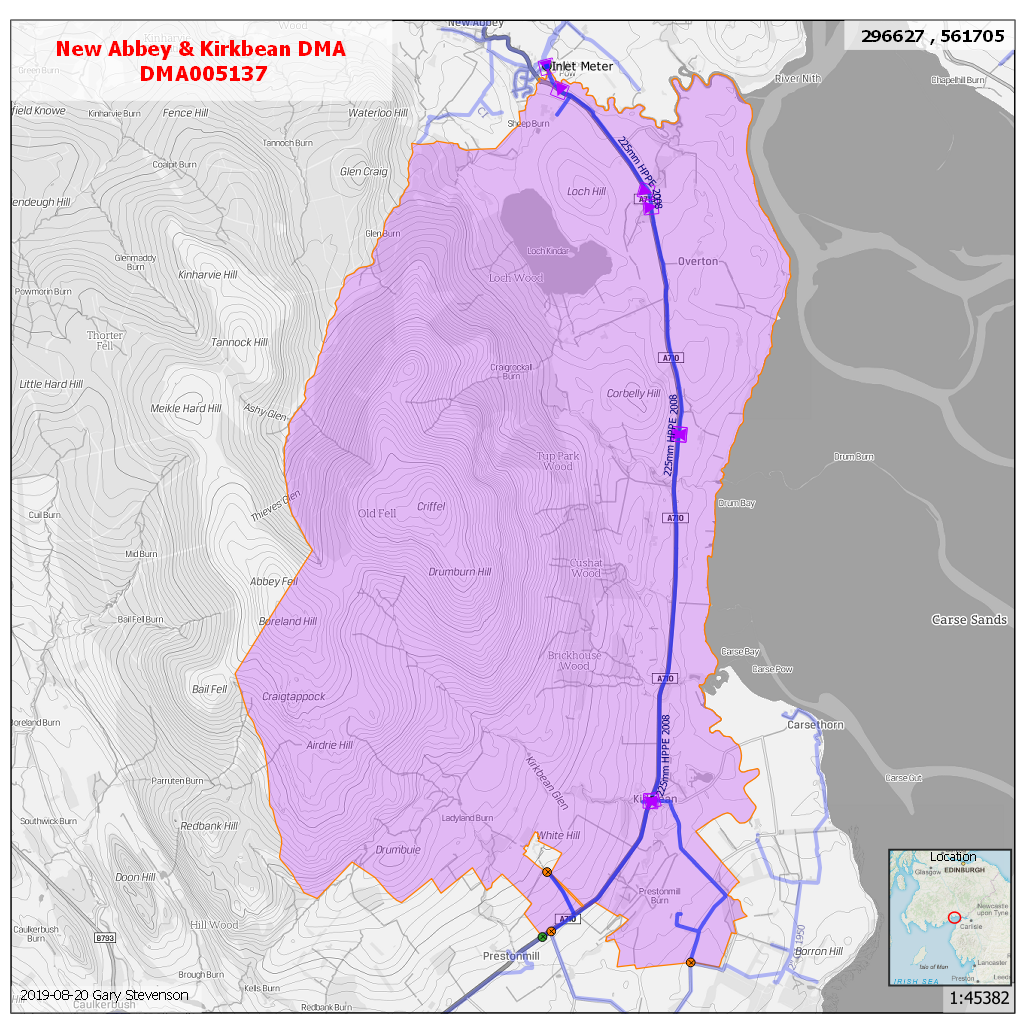 New Abbey & Kirkbean DMA
DMA005137
296627 , 561705
New Abbey
Inlet Meter
Pow
River Nith
Chapelhill Burn
Green Burn
Kinharvie
Wood
field Knowe
Kinharvie Burn
Fence Hill
Waterloo Hill
Sheep Burn
Tannoch Burn
225mm HPPE 2008
Coalpit Burn
Glen Craig
Loch Hill
A710
endeugh Hill
Glen Burn
Loch Kindar
Glenmaddy
Burn
Kinharvie Hill
Loch Wood
Overton
Powmorin Burn
Thorter
Fell
Tannock Hill
A710
Craigrockall
Burn
Little Hard Hill
Corbelly Hill
Meikle Hard Hill
Ashy Glen
225mm HPPE 2008
Tup Park
Wood
Drum Burn
Thieves Glen
Criffel
Old Fell
Drum Bay
Cuil Burn
A710
Mid Burn
Drumburn Hill
Cushat
Wood
Abbey Fell
Bail Fell Burn
Boreland Hill
Carse Sands
Brickhouse
Wood
Carse Bay
Carse Pow
A710
Bail Fell
Craigtappock
Boreland Burn
Carsethorn
225mm HPPE 2008
Airdrie Hill
Kirkbean Glen
Parruten Burn
Carse Gut
Southwick Burn
Redbank Hill
Ladyland Burn
White Hill
Drumbuie
Location
Glasgow
EDINBURGH
Newcastle
upon Tyne
Carlisle
Isle of Man
Lancaster
Preston
Leeds
IRISH SEA
Doon Hill
Prestonmill
Burn
Hill Wood
A710
Caulkerbush
Burn
B793
Prestonmill
1950
Borron Hill
Brough Burn
Kells Burn
2019-08-20 Gary Stevenson
Caulkerbush
Redbank Burn
1:45382